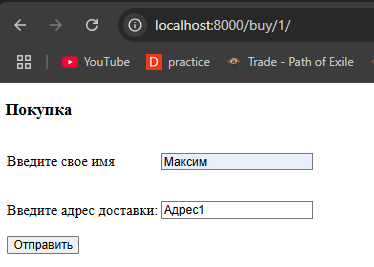 localhost:8000/buy/1/
YouTube D practice Trade - Path of Exile
Покупка
Введите свое имя Максим
Введите адрес доставки: Адрес1
Отправить